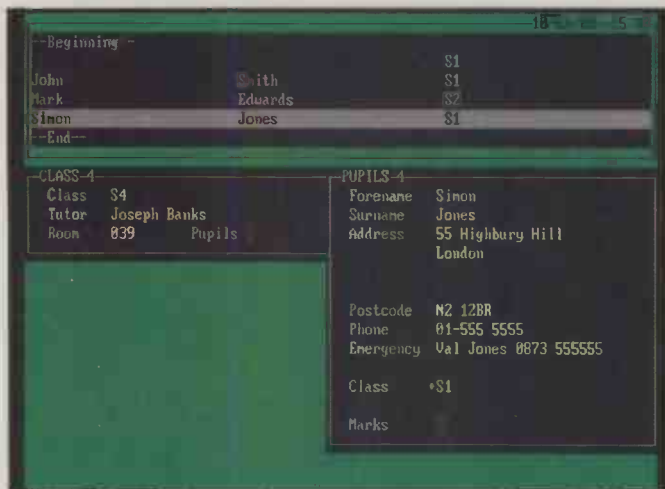 --Beginning -
S1
John Smith S1
Mark Edwards S2
Simon Jones S1
--End--
CLASS-4
Class S4
Tutor Joseph Banks
Room 039 Pupils
PUPILS-4
Forename Simon
Surname Jones
Address 55 Highbury Hill
London
Postcode N2 12BR
Phone 01-555 5555
Emergency Val Jones 0873 555555
Class *S1
Marks